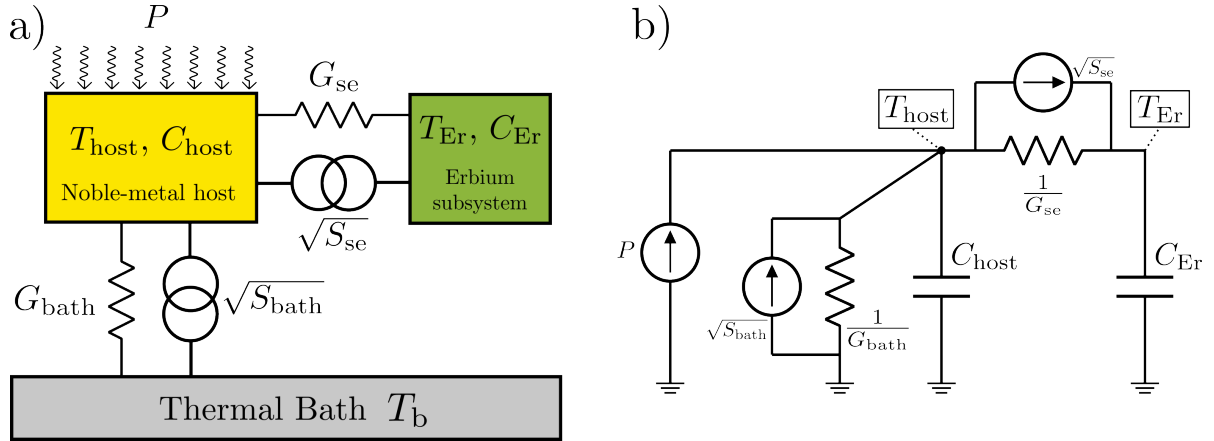 a)
P
G_se
T_host, C_host
Noble-metal host
T_Er, C_Er
Erbium
subsystem
√S_se
G_bath
√S_bath
Thermal Bath T_b
b)
√S_se
T_host
T_Er
1/G_se
P
√S_bath
1/G_bath
C_host
C_Er